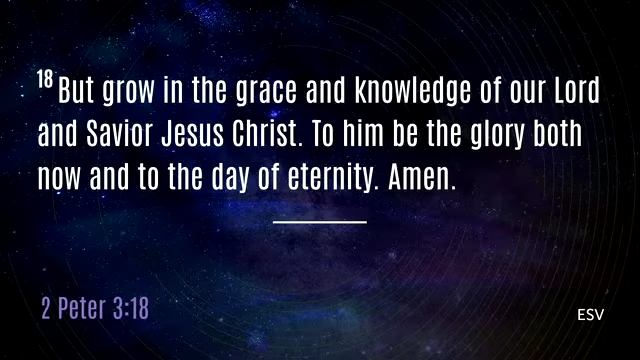 18 But grow in the grace and knowledge of our Lord
and Savior Jesus Christ. To him be the glory both
now and to the day of eternity. Amen.
2 Peter 3:18
ESV